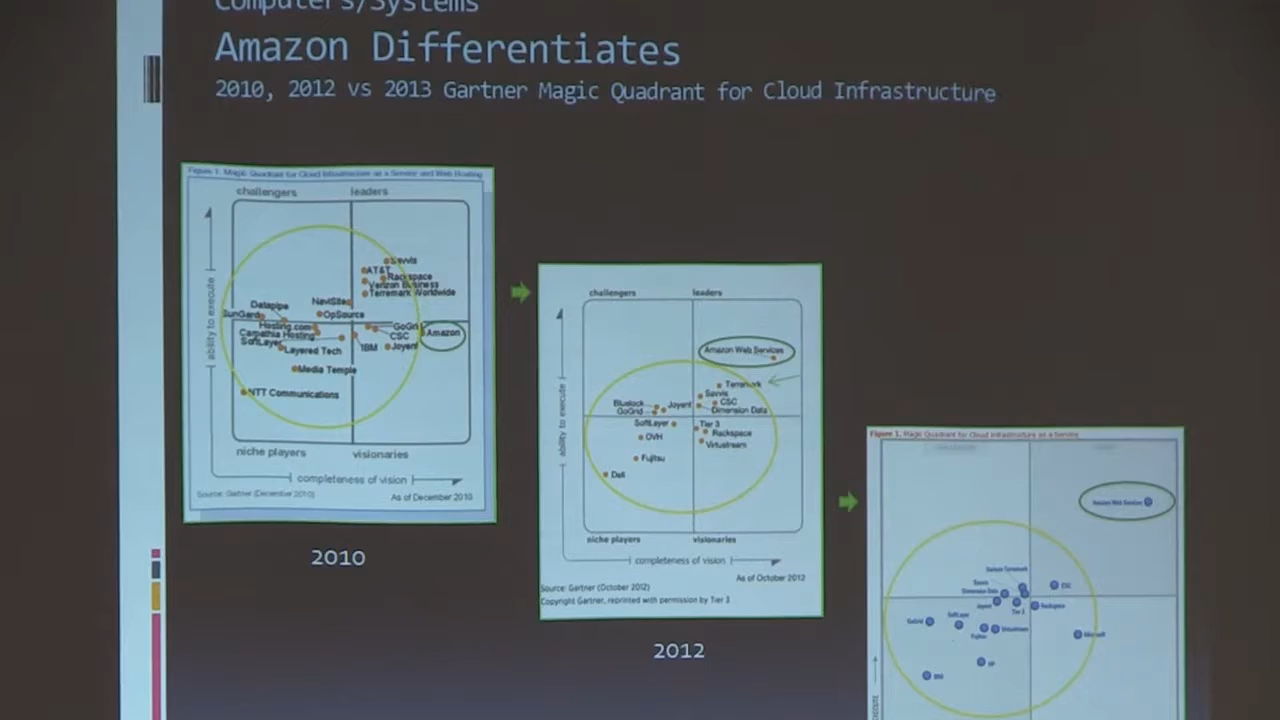 Computers/Systems
Amazon Differentiates
2010, 2012 vs 2013 Gartner Magic Quadrant for Cloud Infrastructure
Figure 1. Magic Quadrant for Cloud Infrastructure as a Service and Web Hosting
challengers leaders
Savvis
AT&T
Rackspace
Verizon Business
Terremark Worldwide
Datapipe
NaviSite
SunGard
OpSource
Hosting.com
GoGri
Amazon
Carpathia Hosting
CSC
SoftLayer
Layered Tech
IBM
Joyent
Media Temple
NTT Communications
ability to execute
niche players visionaries
completeness of vision
Source: Gartner (December 2010)
As of December 2010
2010
challengers leaders
Amazon Web Services
Terremark
Savvis
Bluelock
Joyent
CSC
GoGrid
Dimension Data
SoftLayer
Tier 3
OVH
Rackspace
Virtustream
Fujitsu
Dell
ability to execute
niche players visionaries
completeness of vision
As of October 2012
Source: Gartner (October 2012)
Copyright Gartner, reprinted with permission by Tier 3
2012
Figure 1. Magic Quadrant for Cloud Infrastructure as a Service
Amazon Web Services
Savvis
CSC
Dimension Data
Joyent
Rackspace
Tier 3
SoftLayer
GoGrid
Virtustream
Fujitsu
Microsoft
HP
IBM